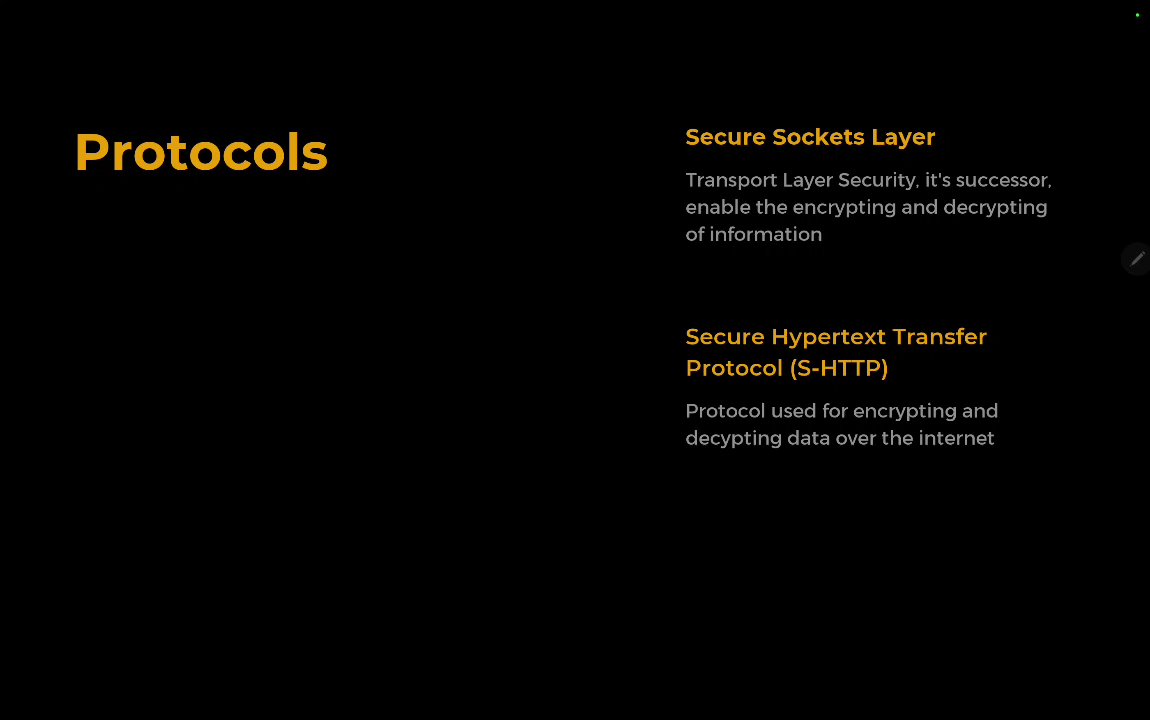 Protocols
Secure Sockets Layer
Transport Layer Security, it's successor,
enable the encrypting and decrypting
of information
Secure Hypertext Transfer
Protocol (S-HTTP)
Protocol used for encrypting and
decypting data over the internet